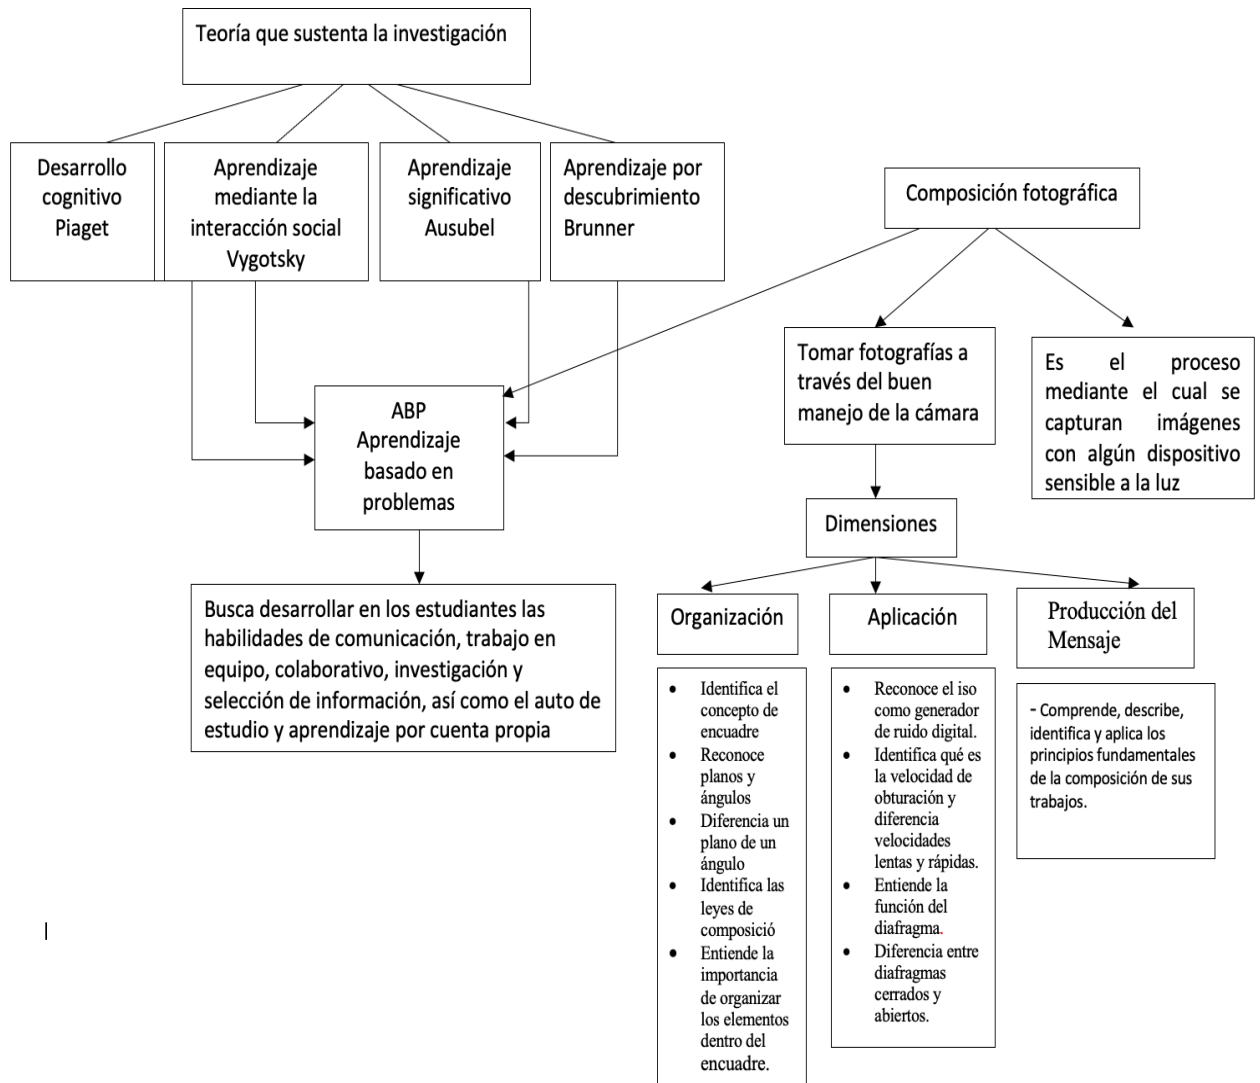 Teoría que sustenta la investigación
Desarrollo
cognitivo
Piaget
Aprendizaje
mediante la
interacción social
Vygotsky
Aprendizaje
significativo
Ausubel
Aprendizaje por
descubrimiento
Brunner
Composición fotográfica
ABP
Aprendizaje
basado en
problemas
Busca desarrollar en los estudiantes las
habilidades de comunicación, trabajo en
equipo, colaborativo, investigación y
selección de información, así como el auto de
estudio y aprendizaje por cuenta propia
Tomar fotografías a
través del buen
manejo de la cámara
Es el proceso
mediante el cual se
capturan imágenes
con algún dispositivo
sensible a la luz
Dimensiones
Organización
Aplicación
Producción del
Mensaje
• Identifica el
concepto de
encuadre
• Reconoce
planos y
ángulos
• Diferencia un
plano de un
ángulo
• Identifica las
leyes de
composició
• Entiende la
importancia
de organizar
los elementos
dentro del
encuadre.
• Reconoce el iso
como generador
de ruido digital.
• Identifica qué es
la velocidad de
obturación y
diferencia
velocidades
lentas y rápidas.
• Entiende la
función del
diafragma.
• Diferencia entre
diafragmas
cerrados y
abiertos.
- Comprende, describe,
identifica y aplica los
principios fundamentales
de la composición de sus
trabajos.